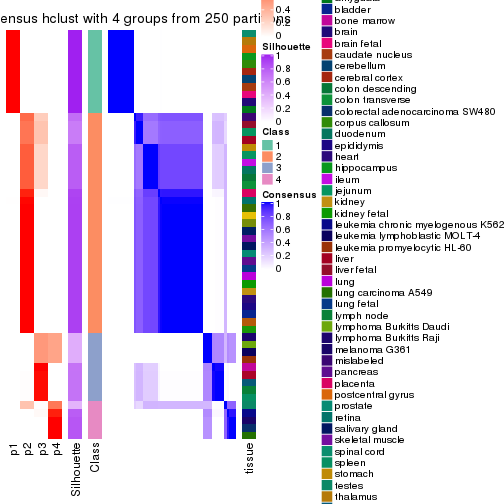 ensus hclust with 4 groups from 250 parti
0.4
0.2
0
Silhouette
1
0.8
0.6
0.4
0.2
0
Class
1
2
3
4
Consensus
1
0.8
0.6
0.4
0.2
0
p1
p2
p3
p4
Silhouette
Class
tissue
bladder
bone marrow
brain
brain fetal
caudate nucleus
cerebellum
cerebral cortex
colon descending
colon transverse
colorectal adenocarcinoma SW480
corpus callosum
duodenum
epididymis
heart
hippocampus
ileum
jejunum
kidney
kidney fetal
leukemia chronic myelogenous K562
leukemia lymphoblastic MOLT-4
leukemia promyelocytic HL-60
liver
liver fetal
lung
lung carcinoma A549
lung fetal
lymph node
lymphoma Burkitts Daudi
lymphoma Burkitts Raji
melanoma G361
mislabeled
pancreas
placenta
postcentral gyrus
prostate
retina
salivary gland
skeletal muscle
spinal cord
spleen
stomach
testes
thalamus